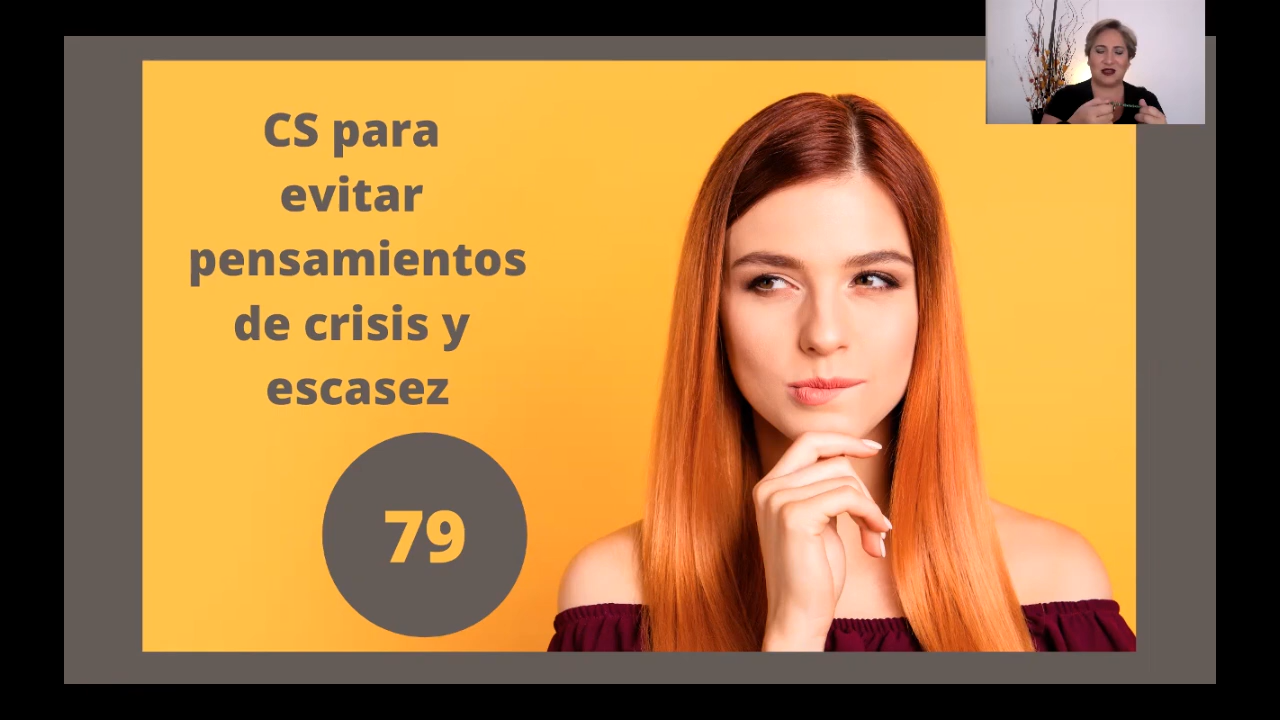 CS para
evitar
pensamientos
de crisis y
escasez
79